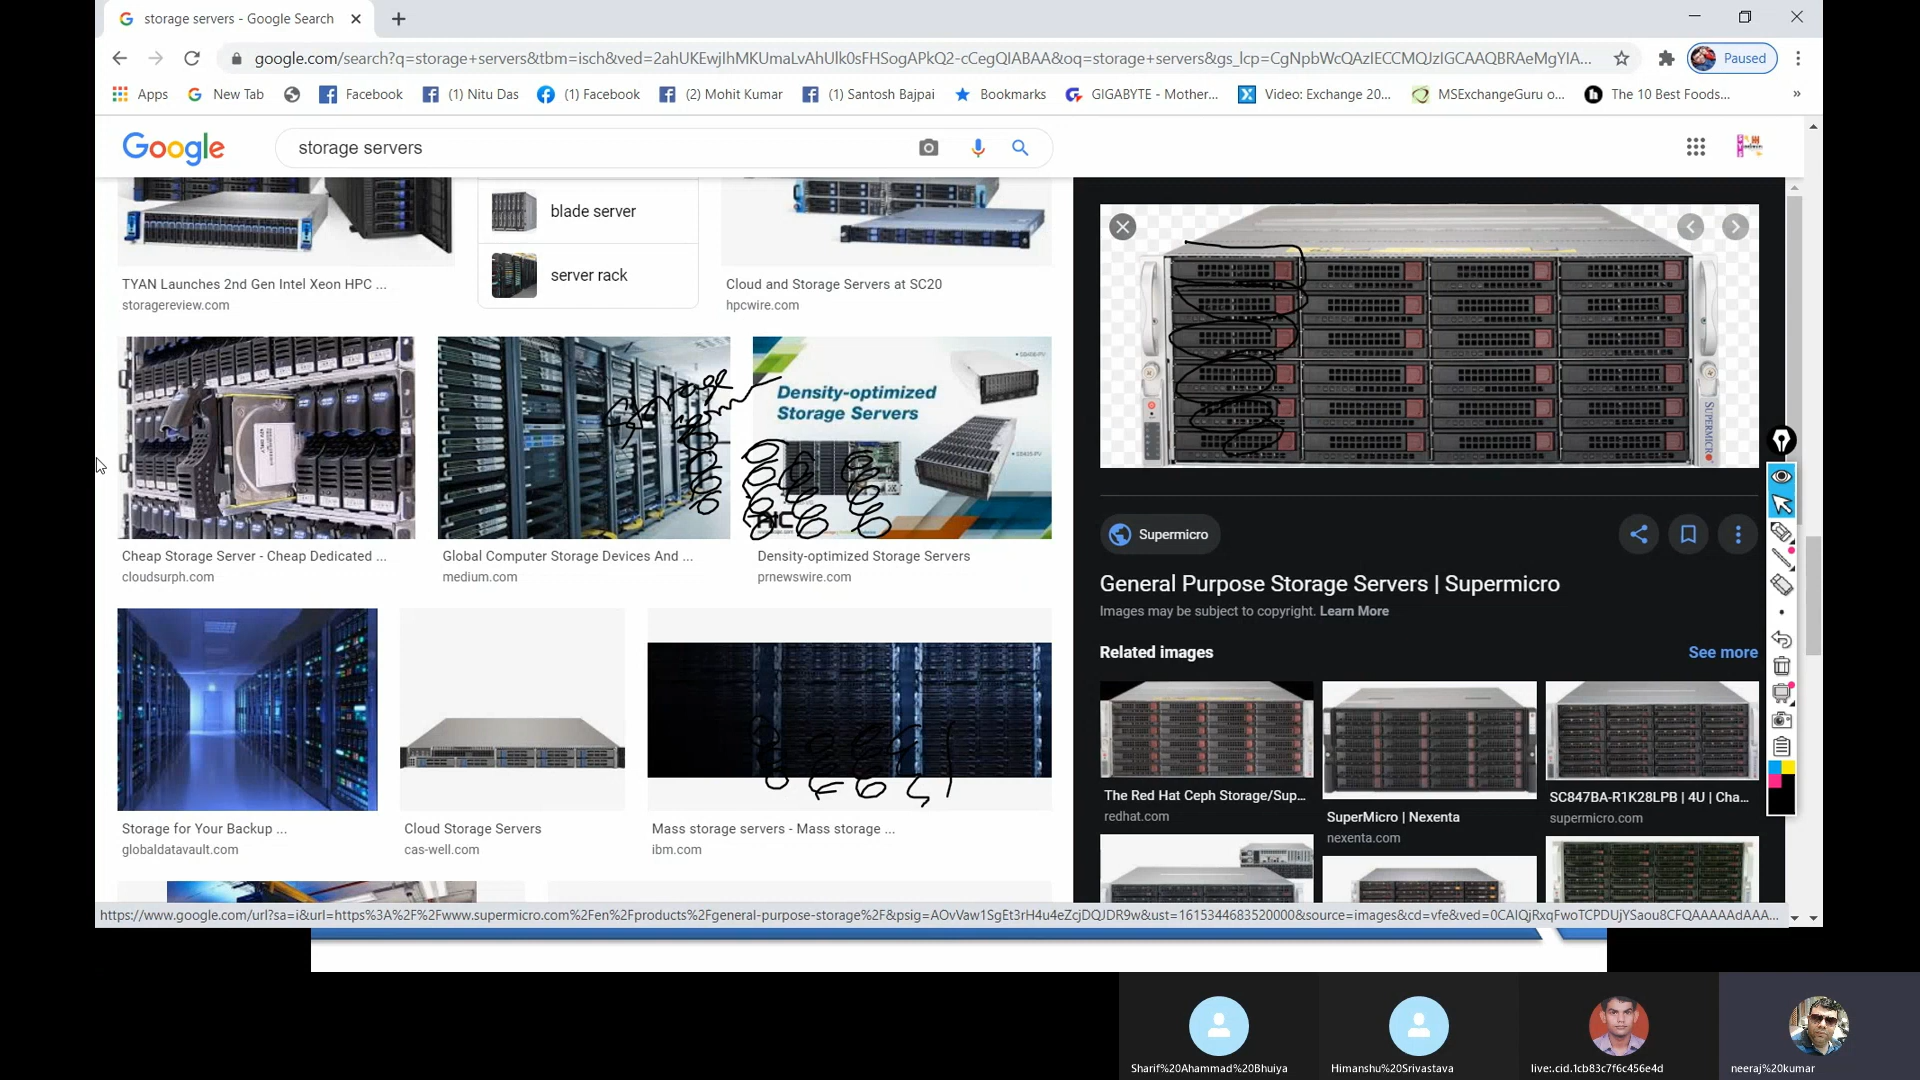 storage servers - Google Search
google.com/search?q=storage+servers&tbm=isch&ved=2ahUKEwjIhMKUmaLvAhUlk0sFHSogAPkQ2-cCegQIABAA&oq=storage+servers&gs_lcp=CgNpbWcQAzIECCMQJzIGCAAQBRAeMgYIA...
Paused
Apps
New Tab
Facebook
(1) Nitu Das
(1) Facebook
(2) Mohit Kumar
(1) Santosh Bajpai
Bookmarks
GIGABYTE - Mother...
Video: Exchange 20...
MSExchangeGuru o...
The 10 Best Foods...
»
Google
storage servers
blade server
server rack
TYAN Launches 2nd Gen Intel Xeon HPC ...
storagereview.com
Cloud and Storage Servers at SC20
hpcwire.com
Storage
Density-optimized
Storage Servers
Cheap Storage Server - Cheap Dedicated ...
cloudsurph.com
Global Computer Storage Devices And ...
medium.com
Density-optimized Storage Servers
prnewswire.com
Storage for Your Backup ...
globaldatavault.com
Cloud Storage Servers
cas-well.com
Mass storage servers - Mass storage ...
ibm.com
SUPERMICRO
Supermicro
General Purpose Storage Servers | Supermicro
Images may be subject to copyright. Learn More
Related images
See more
The Red Hat Ceph Storage/Sup...
redhat.com
SuperMicro | Nexenta
nexenta.com
SC847BA-R1K28LPB | 4U | Cha...
supermicro.com
https://www.google.com/url?sa=i&url=https%3A%2F%2Fwww.supermicro.com%2Fen%2Fproducts%2Fgeneral-purpose-storage%2F&psig=AOvVaw1SgEt3rH4u4eZcjDQJDR9w&ust=1615344683520000&source=images&cd=vfe&ved=0CAIQjRxqFwoTCPDUjYSaou8CFQAAAAAdAAA...
Sharif%20Ahammad%20Bhuiya
Himanshu%20Srivastava
live:.cid.1cb83c7f6c456e4d
neeraj%20kumar